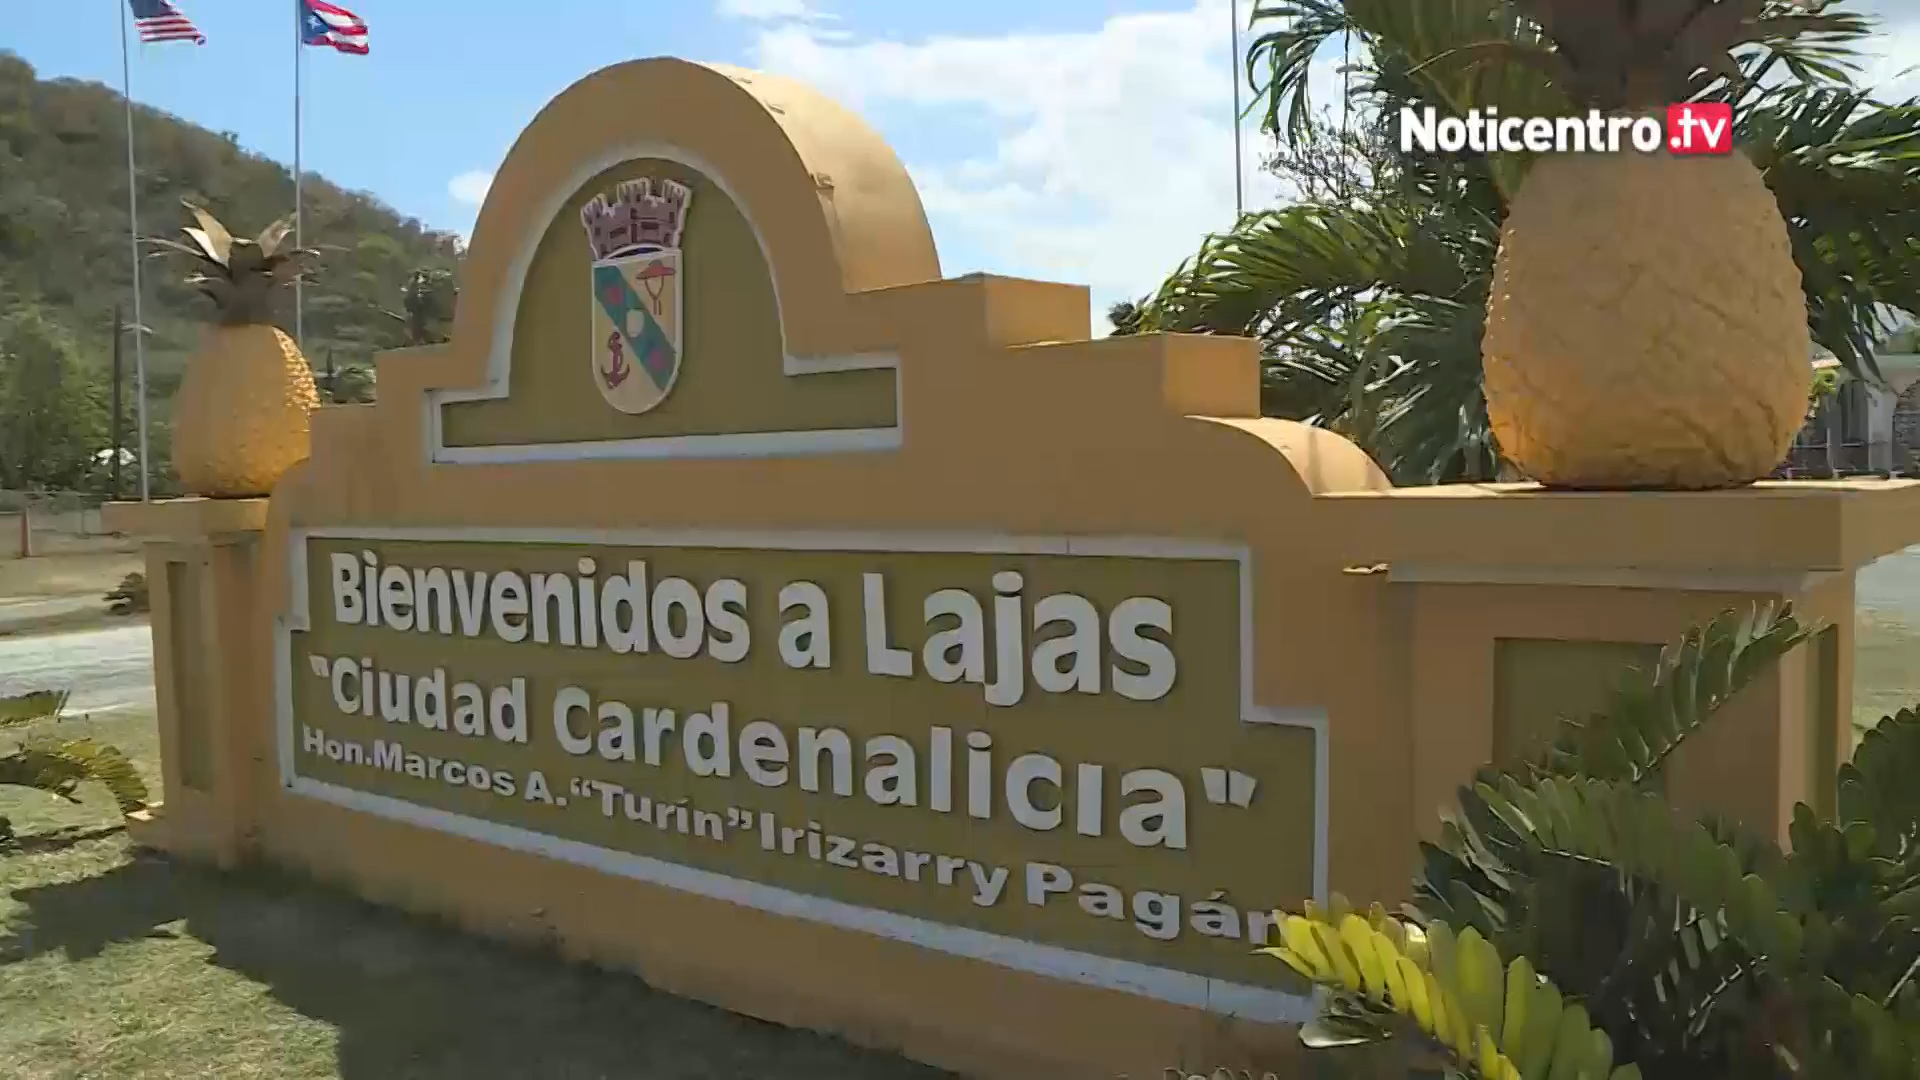 Noticentro.tv
Bienvenidos a Lajas
"Ciudad Cardenalicia"
Hon.Marcos A.“Turín”Irizarry Pagán